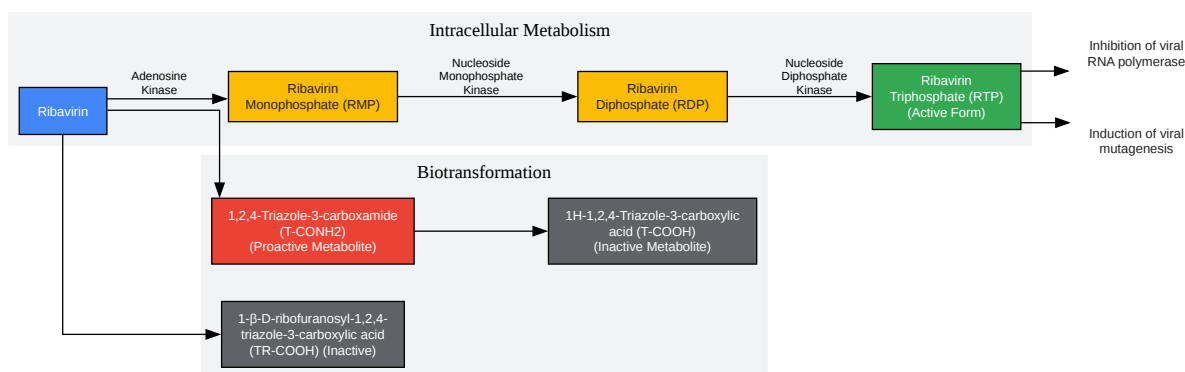 Intracellular Metabolism
Ribavirin
Adenosine
Kinase
Ribavirin
Monophosphate (RMP)
Nucleoside
Monophosphate
Kinase
Ribavirin
Diphosphate (RDP)
Nucleoside
Diphosphate
Kinase
Ribavirin
Triphosphate (RTP)
(Active Form)
Inhibition of viral
RNA polymerase
Induction of viral
mutagenesis
Biotransformation
1,2,4-Triazole-3-carboxamide
(T-CONH2)
(Proactive Metabolite)
1H-1,2,4-Triazole-3-carboxylic
acid (T-COOH)
(Inactive Metabolite)
1-β-D-ribofuranosyl-1,2,4-
triazole-3-carboxylic acid
(TR-COOH) (Inactive)